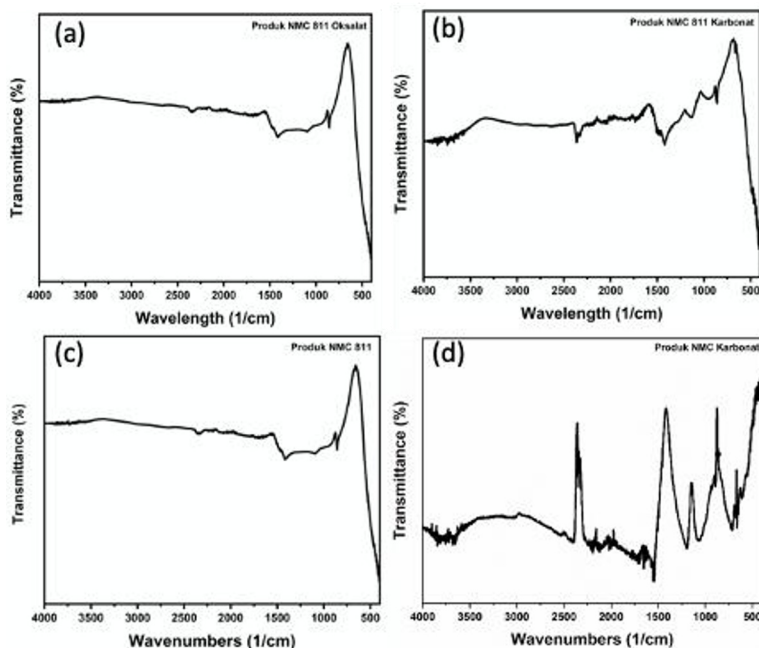 (a)
Produk NMC 811 Oksalat
Transmittance (%)
4000 3500 3000 2500 2000 1500 1000 500
Wavelength (1/cm)
(b)
Produk NMC 811 Karbonat
Transmittance (%)
4000 3500 3000 2500 2000 1500 1000 500
Wavelength (1/cm)
(c)
Produk NMC 811
Transmittance (%)
4000 3500 3000 2500 2000 1500 1000 500
Wavenumbers (1/cm)
(d)
Produk NMC Karbonat
Transmittance (%)
4000 3500 3000 2500 2000 1500 1000 500
Wavenumbers (1/cm)